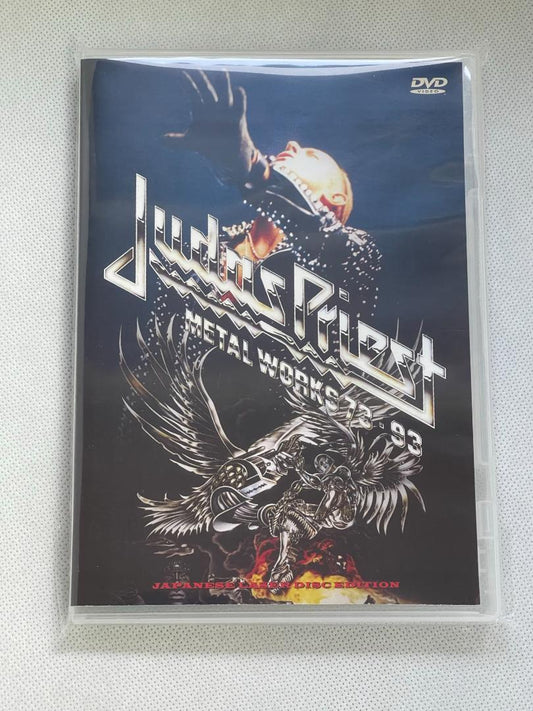 DVD
VIDEO
Judas Priest
METAL WORKS 73-93
JAPANESE LASER DISC EDITION